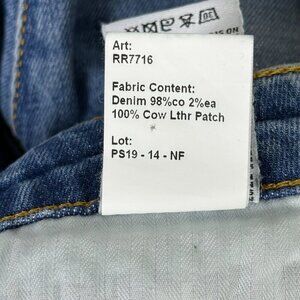 Art:
RR7716
Fabric Content:
Denim 98%co 2%ea
100% Cow Lthr Patch
Lot:
PS19 - 14 - NF